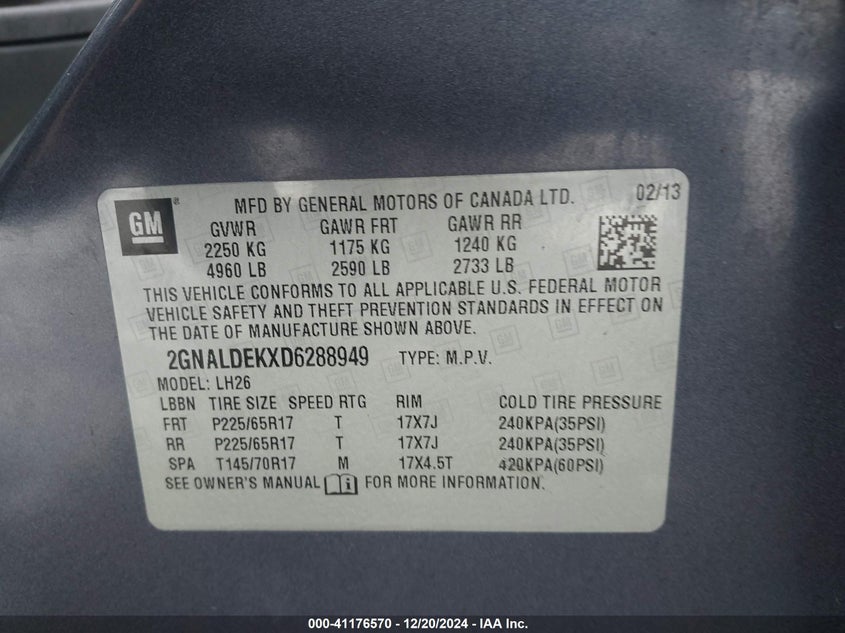 GM ® MFD BY GENERAL MOTORS OF CANADA LTD. 02/13
GVWR GAWR FRT GAWR RR
2250 KG 1175 KG 1240 KG
4960 LB 2590 LB 2733 LB
THIS VEHICLE CONFORMS TO ALL APPLICABLE U.S. FEDERAL MOTOR
VEHICLE SAFETY AND THEFT PREVENTION STANDARDS IN EFFECT ON
THE DATE OF MANUFACTURE SHOWN ABOVE.
2GNALDEKXD6288949 TYPE: M.P.V.
MODEL: LH26
LBBN TIRE SIZE SPEED RTG RIM COLD TIRE PRESSURE
FRT P225/65R17 T 17X7J 240KPA(35PSI)
RR P225/65R17 T 17X7J 240KPA(35PSI)
SPA T145/70R17 M 17X4.5T 420KPA(60PSI)
SEE OWNER'S MANUAL FOR MORE INFORMATION.
000-41176570 - 12/20/2024 - IAA Inc.